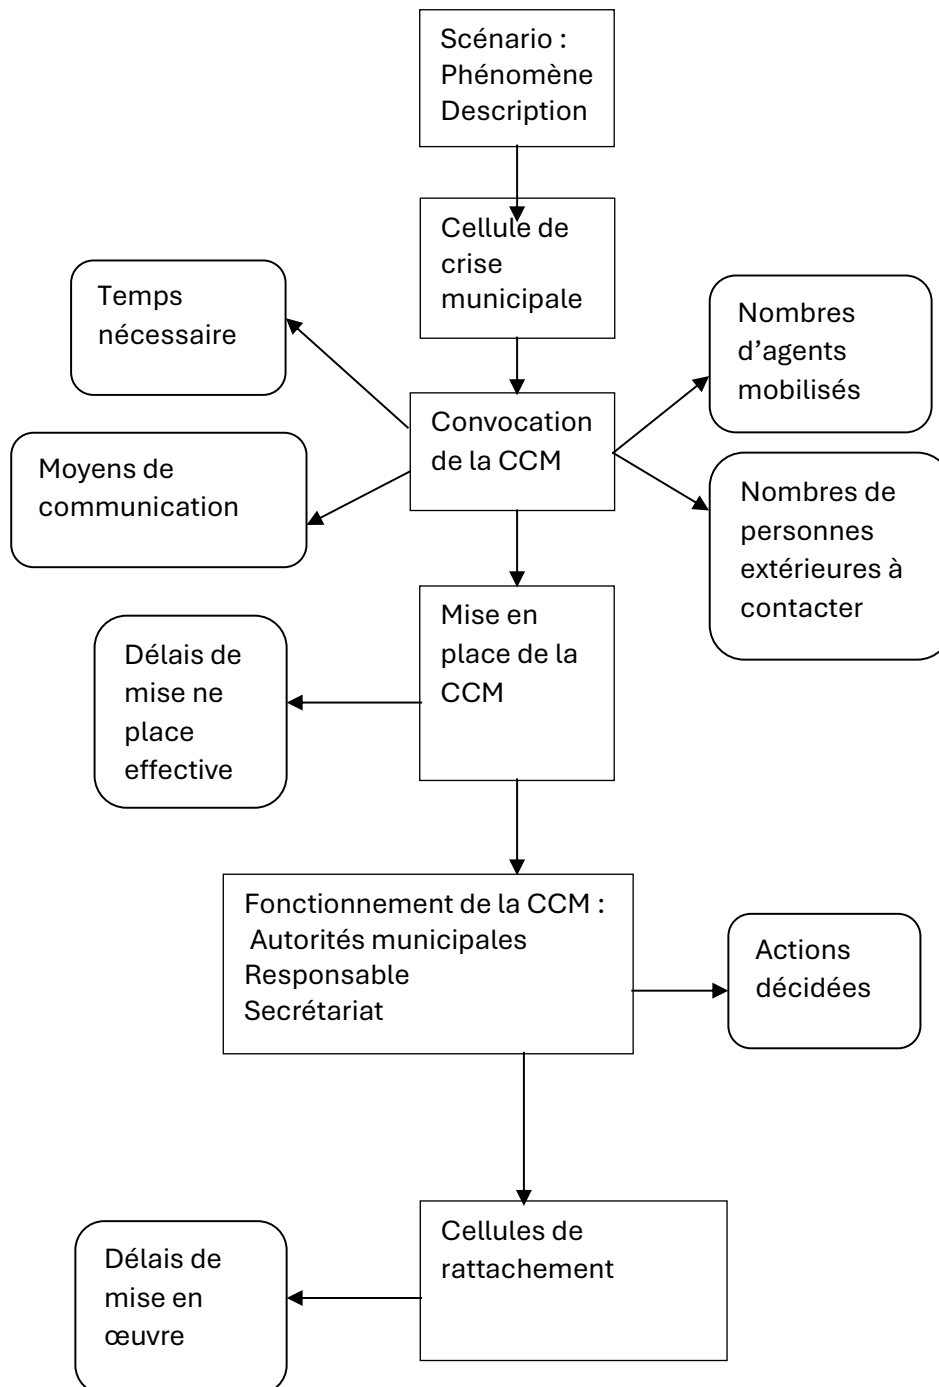 Scénario :
Phénomène
Description
Cellule de
crise
municipale
Temps
nécessaire
Nombres
d’agents
mobilisés
Convocation
de la CCM
Moyens de
communication
Nombres de
personnes
extérieures à
contacter
Mise en
place de la
CCM
Délais de
mise ne
place
effective
Fonctionnement de la CCM :
Autorités municipales
Responsable
Secrétariat
Actions
décidées
Cellules de
rattachement
Délais de
mise en
œuvre